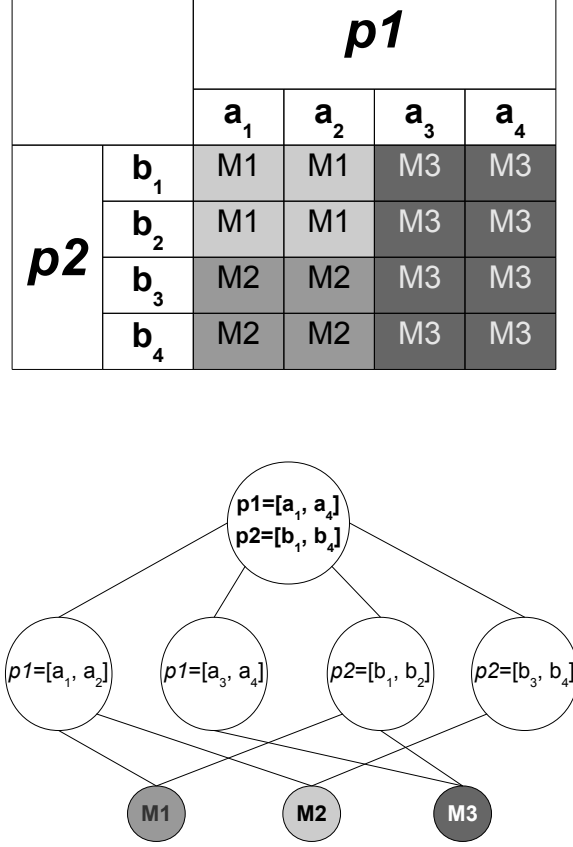 p1
a1 a2 a3 a4
b1 M1 M1 M3 M3
b2 M1 M1 M3 M3
p2
b3 M2 M2 M3 M3
b4 M2 M2 M3 M3
p1=[a1, a4]
p2=[b1, b4]
p1=[a1, a2] p1=[a3, a4] p2=[b1, b2] p2=[b3, b4]
M1 M2 M3